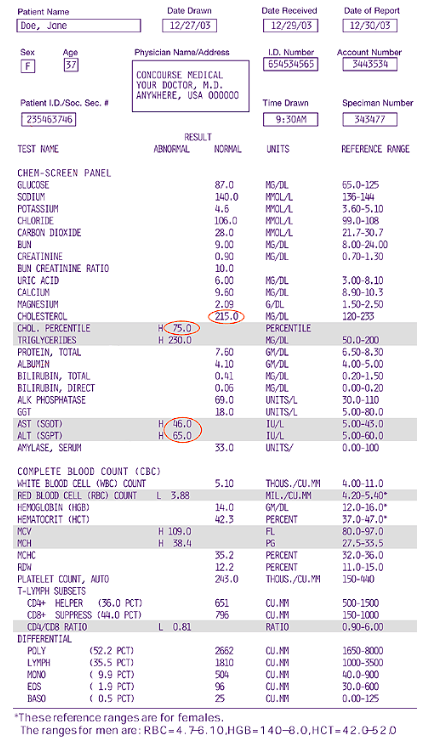 Patient Name Date Drawn Date Received Date of Report
Doe, Jane 12/27/03 12/29/03 12/30/03
Sex Age Physician Name/Address I.D. Number Account Number
F 37 CONCOURSE MEDICAL 654534565 3443534
YOUR DOCTOR, M.D.
ANYWHERE, USA 000000
Patient I.D./Soc. Sec. # Time Drawn Speciman Number
235463746 9:30AM 343477
RESULT
TEST NAME ABNORMAL NORMAL UNITS REFERENCE RANGE
CHEM-SCREEN PANEL
GLUCOSE 87.0 MG/DL 65.0-125
SODIUM 140.0 MMOL/L 136-144
POTASSIUM 4.6 MMOL/L 3.60-5.10
CHLORIDE 106.0 MMOL/L 99.0-108
CARBON DIOXIDE 28.0 MMOL/L 21.7-30.7
BUN 9.00 MG/DL 8.00-24.00
CREATININE 0.90 MG/DL 0.70-1.30
BUN CREATININE RATIO 10.0
URIC ACID 6.00 MG/DL 3.00-8.10
CALCIUM 9.60 MG/DL 8.90-10.3
MAGNESIUM 2.09 G/DL 1.50-2.50
CHOLESTEROL 215.0 MG/DL 120-233
CHOL. PERCENTILE H 75.0 PERCENTILE
TRIGLYCERIDES H 230.0 MG/DL 50.0-200
PROTEIN, TOTAL 7.60 GM/DL 6.50-8.30
ALBUMIN 4.10 GM/DL 4.00-5.00
BILIRUBIN, TOTAL 0.41 MG/DL 0.20-1.50
BILIRUBIN, DIRECT 0.06 MG/DL 0.00-0.20
ALK PHOSPHATASE 69.0 UNITS/L 30.0-110
GGT 18.0 UNITS/L 5.00-80.0
AST (SGOT) H 46.0 IU/L 5.00-43.0
ALT (SGPT) H 65.0 IU/L 5.00-60.0
AMYLASE, SERUM 33.0 UNITS/ 0.00-100
COMPLETE BLOOD COUNT (CBC)
WHITE BLOOD CELL (WBC) COUNT 5.10 THOUS./CU.MM 4.00-11.0
RED BLOOD CELL (RBC) COUNT L 3.88 MIL./CU.MM 4.20-5.40*
HEMOGLOBIN (HGB) 14.0 GM/DL 12.0-16.0*
HEMATOCRIT (HCT) 42.3 PERCENT 37.0-47.0*
MCV H 109.0 FL 80.0-97.0
MCH H 38.4 PG 27.5-33.5
MCHC 35.2 PERCENT 32.0-36.0
RDW 12.2 PERCENT 11.0-15.0
PLATELET COUNT, AUTO 243.0 THOUS./CU.MM 150-440
T-LYMPH SUBSETS
CD4+ HELPER (36.0 PCT) 651 CU.MM 500-1500
CD8+ SUPPRESS (44.0 PCT) 796 CU.MM 150-1000
CD4/CD8 RATIO L 0.81 RATIO 0.90-6.00
DIFFERENTIAL
POLY (52.2 PCT) 2662 CU.MM 1650-8000
LYMPH (35.5 PCT) 1810 CU.MM 1000-3500
MONO ( 9.9 PCT) 504 CU.MM 40.0-900
EOS ( 1.9 PCT) 96 CU.MM 30.0-600
BASO ( 0.5 PCT) 25 CU.MM 0.00-125
*These reference ranges are for females.
The ranges for men are: RBC=4.7-6.10,HGB=140-8.0,HCT=42.0-52.0